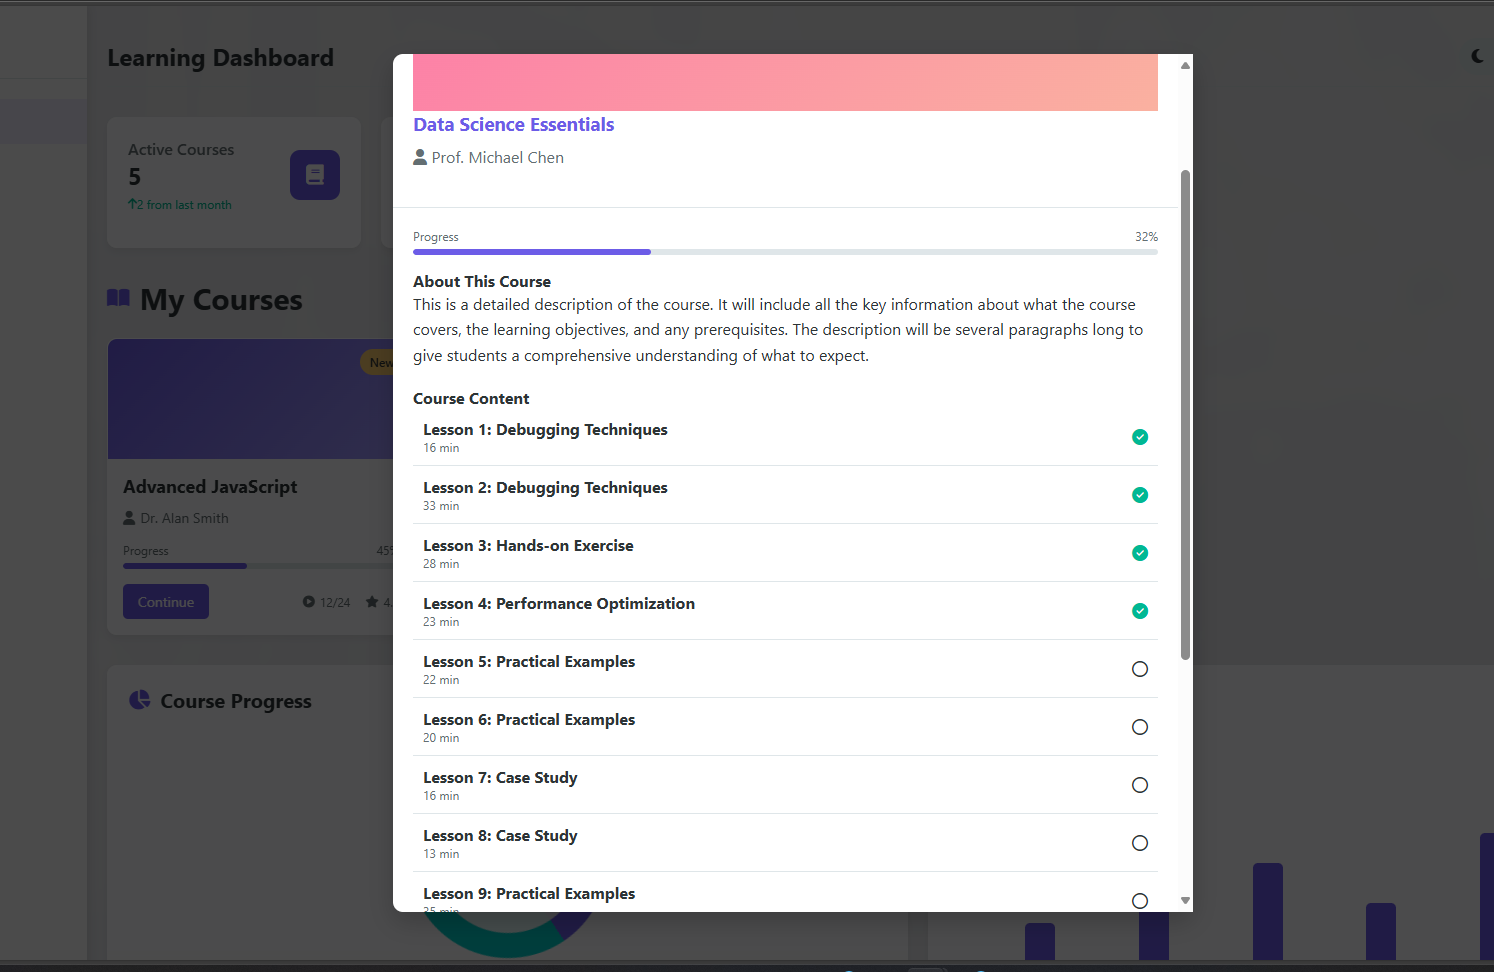 Learning Dashboard
Active Courses
5
2 from last month
My Courses
New
Advanced JavaScript
Dr. Alan Smith
Progress
45%
Continue
12/24
4.
Course Progress
Data Science Essentials
Prof. Michael Chen
Progress
32%
About This Course
This is a detailed description of the course. It will include all the key information about what the course
covers, the learning objectives, and any prerequisites. The description will be several paragraphs long to
give students a comprehensive understanding of what to expect.
Course Content
Lesson 1: Debugging Techniques
16 min
Lesson 2: Debugging Techniques
33 min
Lesson 3: Hands-on Exercise
28 min
Lesson 4: Performance Optimization
23 min
Lesson 5: Practical Examples
22 min
Lesson 6: Practical Examples
20 min
Lesson 7: Case Study
16 min
Lesson 8: Case Study
13 min
Lesson 9: Practical Examples